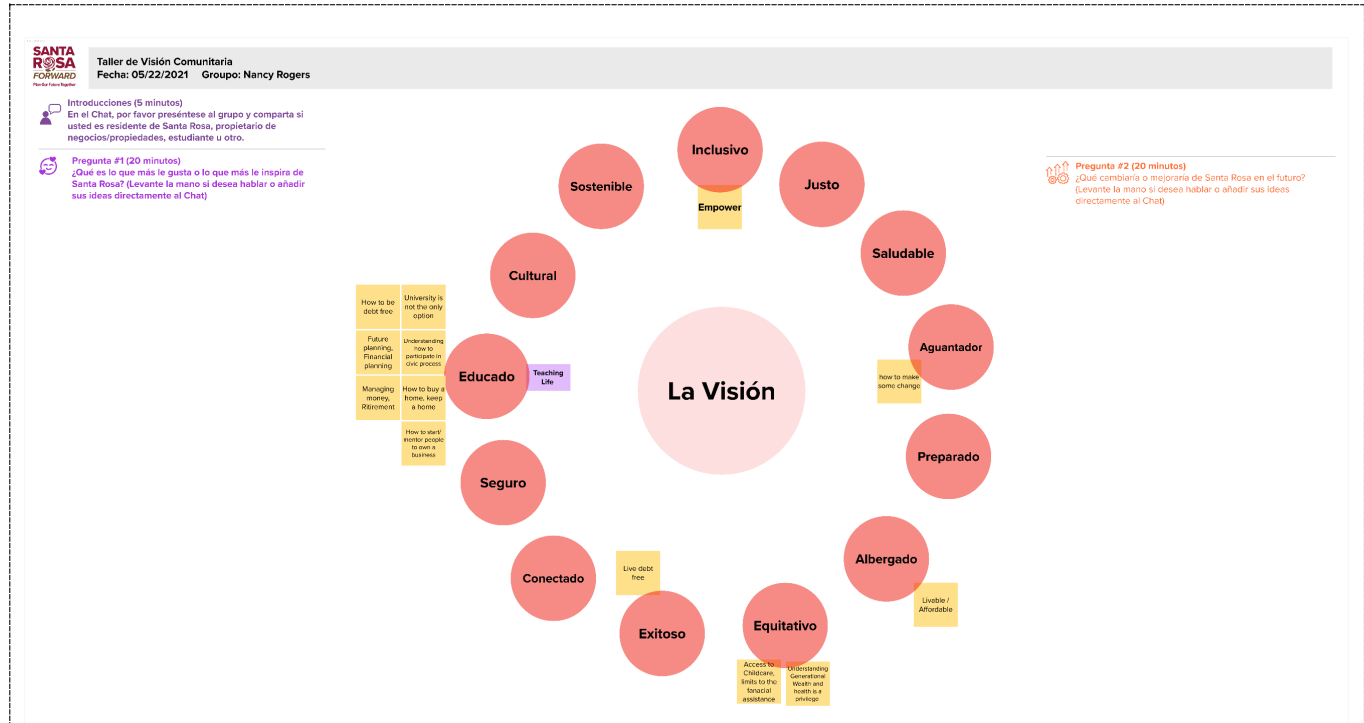 SANTA
ROSA
FORWARD
Plan Our Future Together
Taller de Visión Comunitaria
Fecha: 05/22/2021 Groupo: Nancy Rogers
Introducciones (5 minutos)
En el Chat, por favor preséntese al grupo y comparta si
usted es residente de Santa Rosa, propietario de
negocios/propiedades, estudiante u otro.
Pregunta #1 (20 minutos)
¿Qué es lo que más le gusta o lo que más le inspira de
Santa Rosa? (Levante la mano si desea hablar o añadir
sus ideas directamente al Chat)
Pregunta #2 (20 minutos)
¿Qué cambiaría o mejoraría de Santa Rosa en el futuro?
(Levante la mano si desea hablar o añadir sus ideas
directamente al Chat)
La Visión
Inclusivo
Empower
Justo
Saludable
Aguantador
how to make
some change
Preparado
Albergado
Livable /
Affordable
Equitativo
Access to
Childcare,
limits to the
fanacial
assistance
Understanding
Generational
Wealth and
health is a
privilege
Exitoso
Live debt
free
Conectado
Seguro
Educado
Teaching
Life
How to be
debt free
University is
not the only
option
Future
planning,
Financial
planning
Understanding
how to
participate in
civic process
Managing
money,
Ritirement
How to buy a
home, keep
a home
How to start/
mentor people
to own a
business
Cultural
Sostenible